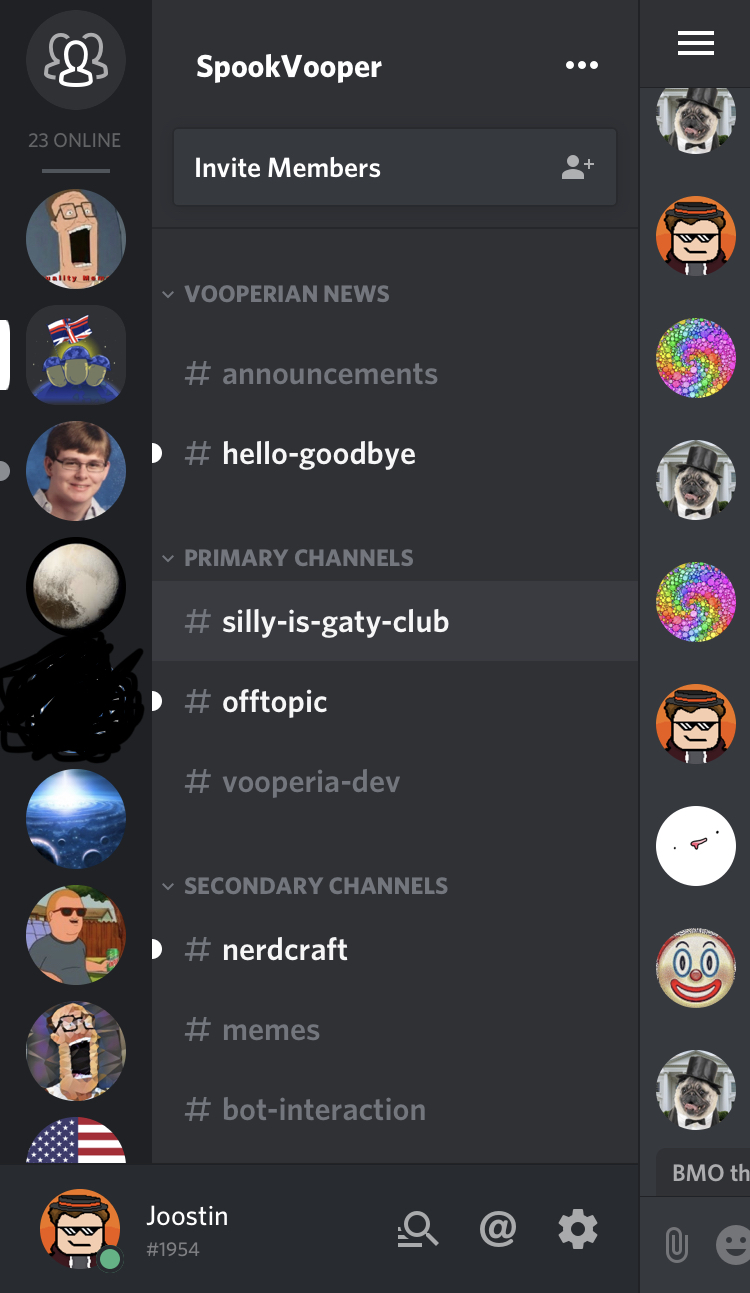 SpookVooper
23 ONLINE
Invite Members
VOOPERIAN NEWS
# announcements
# hello-goodbye
PRIMARY CHANNELS
# silly-is-gaty-club
# offtopic
# vooperia-dev
SECONDARY CHANNELS
# nerdcraft
# memes
# bot-interaction
BMO th
Joostin
#1954
@